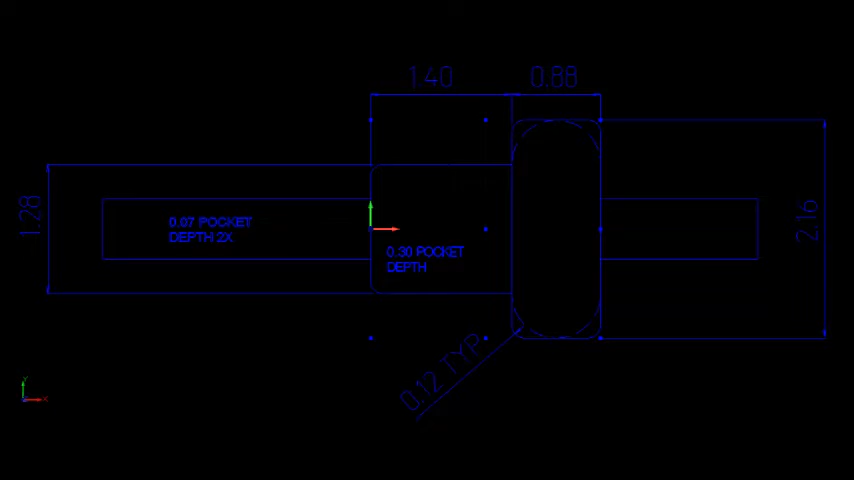 1.40
0.88
1.28
0.07 POCKET
DEPTH 2X
2.16
0.30 POCKET
DEPTH
0.12 TYP
Y
X